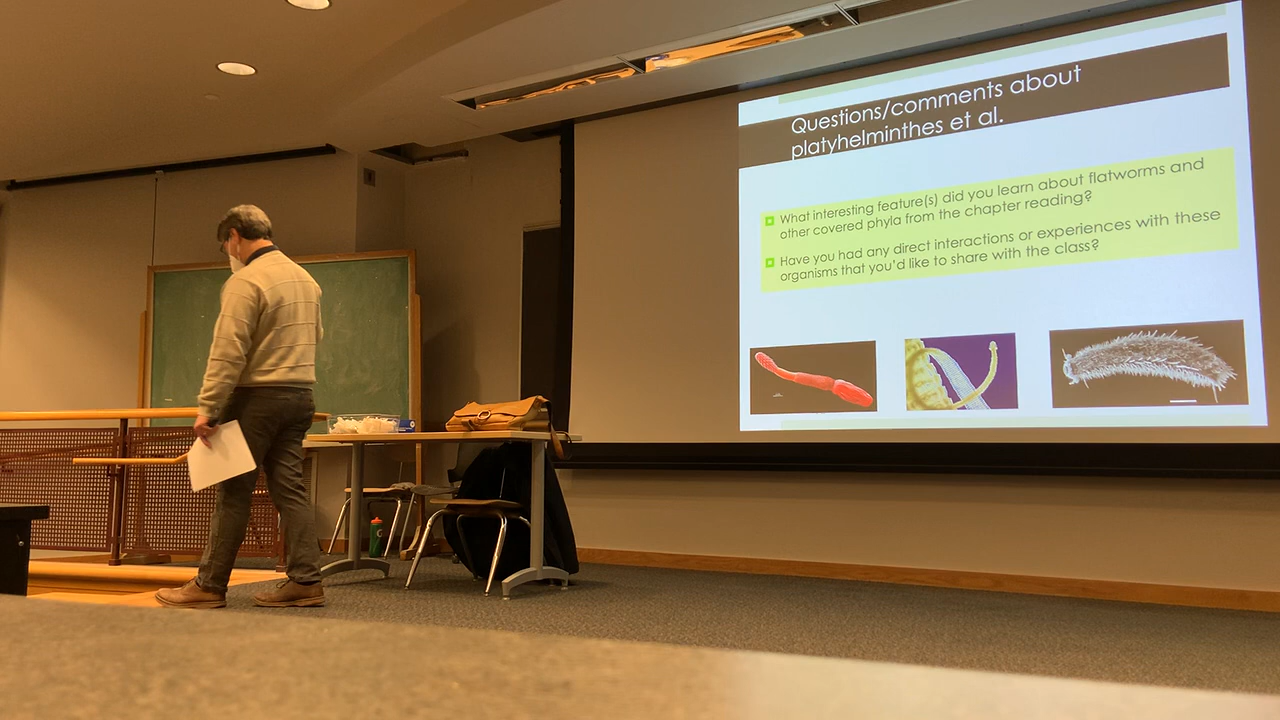 Questions/comments about
platyhelminthes et al.
What interesting feature(s) did you learn about flatworms and
other covered phyla from the chapter reading?
Have you had any direct interactions or experiences with these
organisms that you'd like to share with the class?